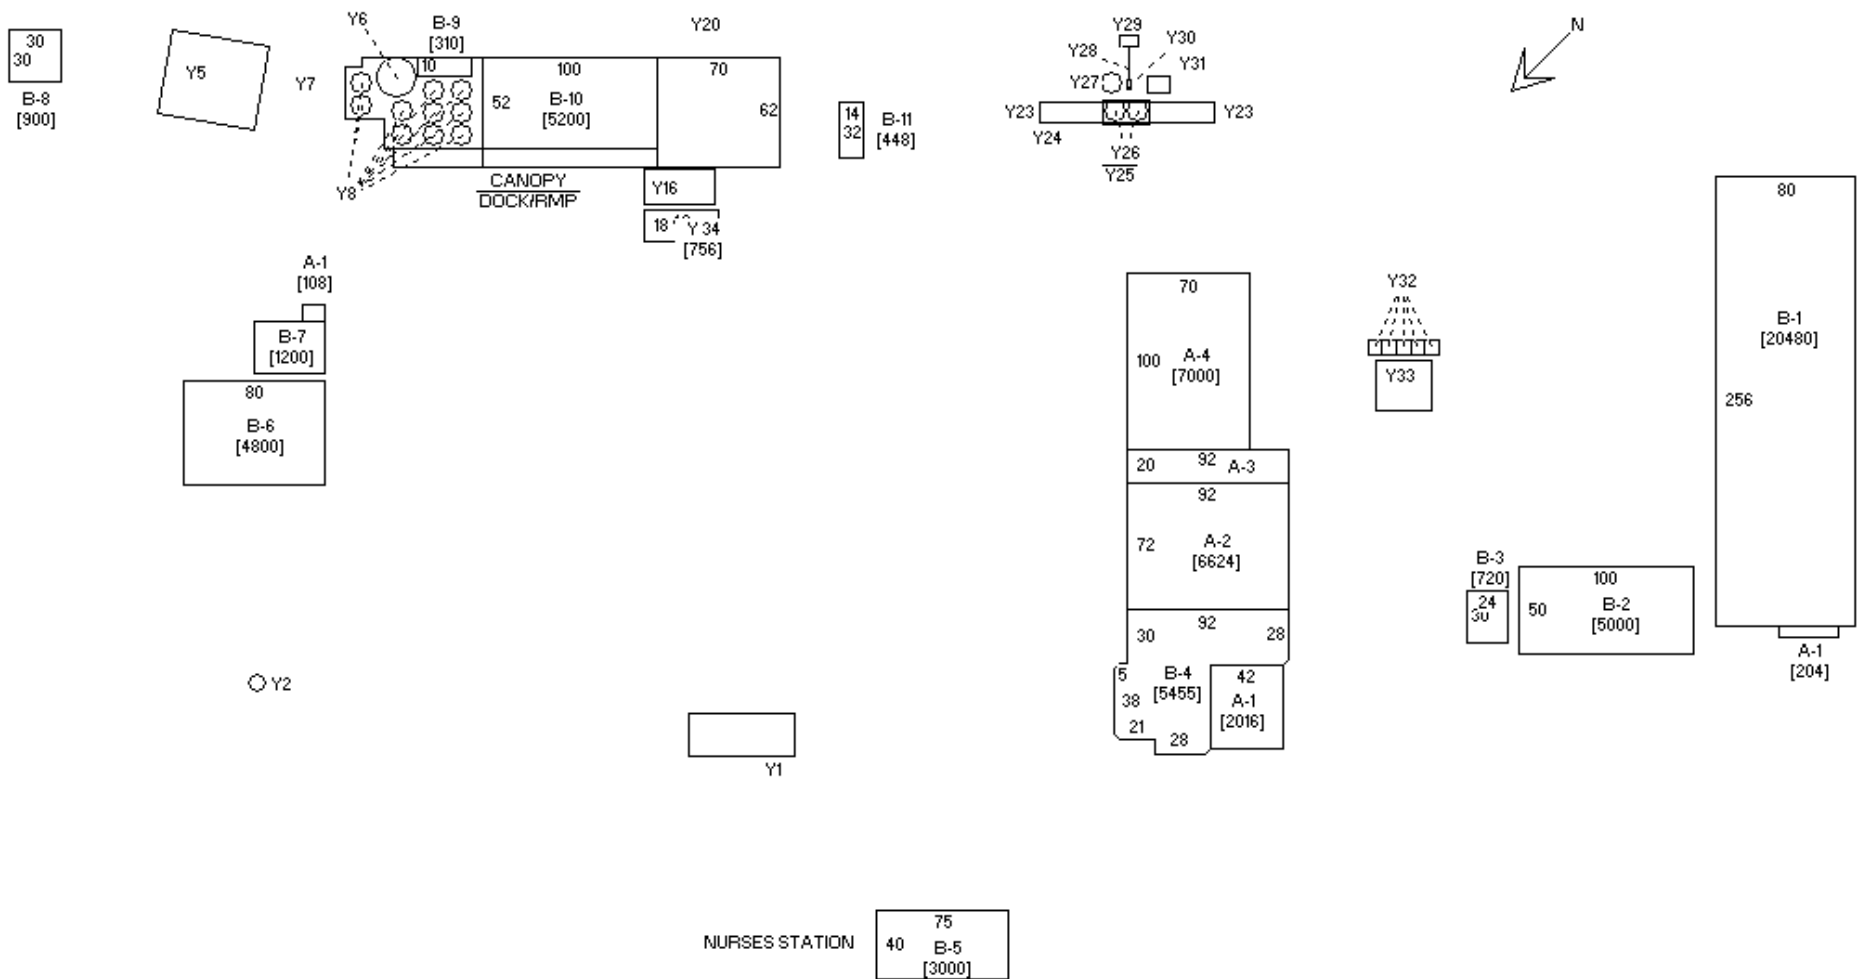 Y6
B-9
[310]
Y20
Y29
Y28
Y30
Y31
Y27
N
30
30
B-8
[900]
Y5
Y7
10
100
52
B-10
[5200]
70
62
14
32
B-11
[448]
Y23
Y23
Y24
Y26
Y25
Y8
CANOPY
DOCK/RMP
Y16
18
Y 34
[756]
A-1
[108]
B-7
[1200]
80
B-6
[4800]
70
100
A-4
[7000]
Y32
Y33
80
B-1
[20480]
256
20
92
A-3
92
72
A-2
[6624]
92
30
28
5
B-4
[5455]
38
21
28
42
A-1
[2016]
B-3
[720]
24
30
100
50
B-2
[5000]
A-1
[204]
Y2
Y1
NURSES STATION
75
40
B-5
[3000]